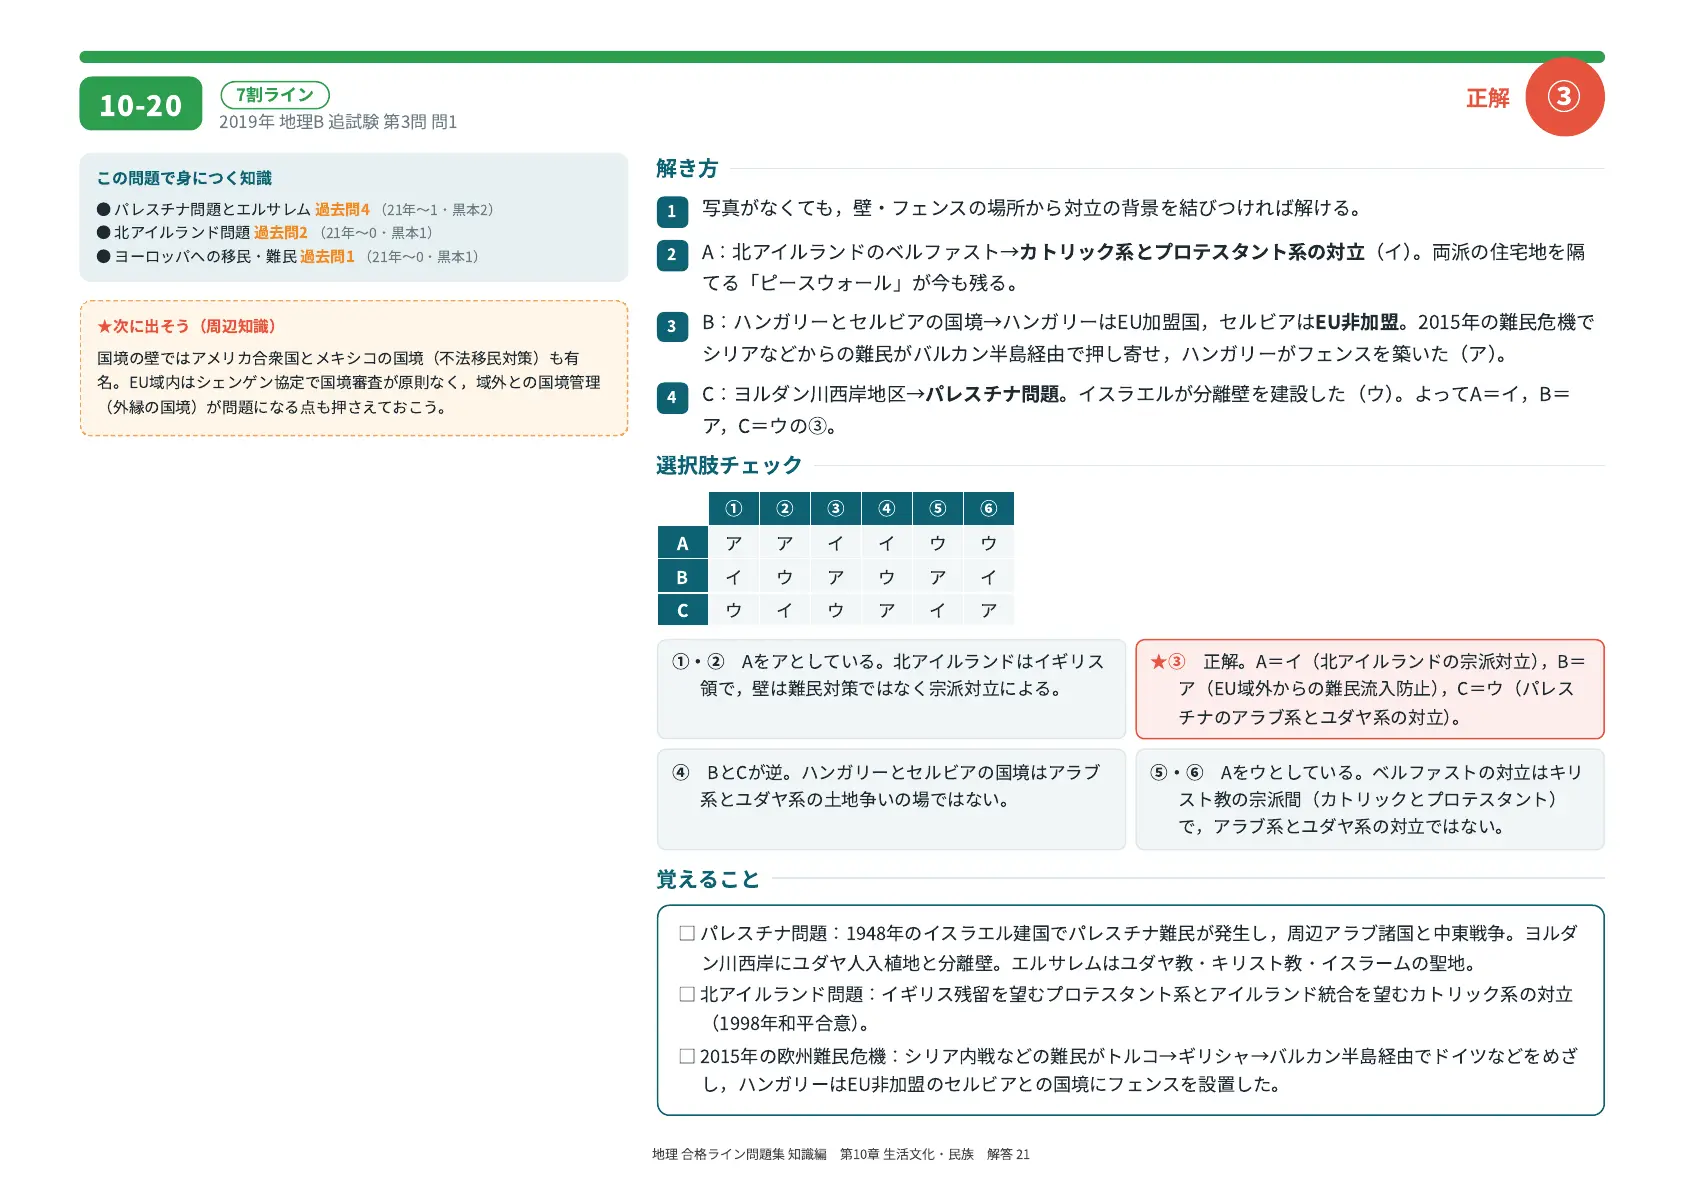 10-20
7割ライン
2019年 地理B 追試験 第3問 問1
正解 ③
この問題で身につく知識
● パレスチナ問題とエルサレム 過去問4（21年〜1・黒本2）
● 北アイルランド問題 過去問2（21年〜0・黒本1）
● ヨーロッパへの移民・難民 過去問1（21年〜0・黒本1）
★次に出そう（周辺知識）
国境の壁ではアメリカ合衆国とメキシコの国境（不法移民対策）も有
名。EU域内はシェンゲン協定で国境審査が原則なく，域外との国境管理
（外縁の国境）が問題になる点も押さえておこう。
解き方
1 写真がなくても，壁・フェンスの場所から対立の背景を結びつければ解ける。
2 A：北アイルランドのベルファスト→カトリック系とプロテスタント系の対立（イ）。両派の住宅地を隔
てる「ピースウォール」が今も残る。
3 B：ハンガリーとセルビアの国境→ハンガリーはEU加盟国，セルビアはEU非加盟。2015年の難民危機で
シリアなどからの難民がバルカン半島経由で押し寄せ，ハンガリーがフェンスを築いた（ア）。
4 C：ヨルダン川西岸地区→パレスチナ問題。イスラエルが分離壁を建設した（ウ）。よってA＝イ，B＝
ア，C＝ウの③。
選択肢チェック
① ② ③ ④ ⑤ ⑥
A ア ア イ イ ウ ウ
B イ ウ ア ウ ア イ
C ウ イ ウ ア イ ア
①・② Aをアとしている。北アイルランドはイギリス
領で，壁は難民対策ではなく宗派対立による。
★③ 正解。A＝イ（北アイルランドの宗派対立），B＝
ア（EU域外からの難民流入防止），C＝ウ（パレス
チナのアラブ系とユダヤ系の対立）。
④ BとCが逆。ハンガリーとセルビアの国境はアラブ
系とユダヤ系の土地争いの場ではない。
⑤・⑥ Aをウとしている。ベルファストの対立はキリ
スト教の宗派間（カトリックとプロテスタント）
で，アラブ系とユダヤ系の対立ではない。
覚えること
□ パレスチナ問題：1948年のイスラエル建国でパレスチナ難民が発生し，周辺アラブ諸国と中東戦争。ヨルダ
ン川西岸にユダヤ人入植地と分離壁。エルサレムはユダヤ教・キリスト教・イスラームの聖地。
□ 北アイルランド問題：イギリス残留を望むプロテスタント系とアイルランド統合を望むカトリック系の対立
（1998年和平合意）。
□ 2015年の欧州難民危機：シリア内戦などの難民がトルコ→ギリシャ→バルカン半島経由でドイツなどをめざ
し，ハンガリーはEU非加盟のセルビアとの国境にフェンスを設置した。
地理 合格ライン問題集 知識編 第10章 生活文化・民族 解答 21